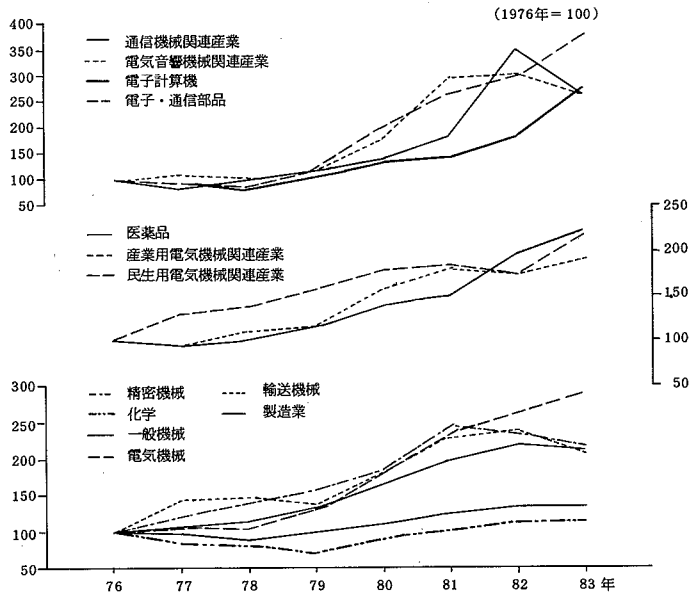 (1976年=100)
400
350
300
250
200
150
100
50
通信機械関連産業
電気音響機械関連産業
電子計算機
電子・通信部品
250
200
150
100
50
医薬品
産業用電気機械関連産業
民生用電気機械関連産業
300
250
200
150
100
50
精密機械 輸送機械
化学 製造業
一般機械
電気機械
76 77 78 79 80 81 82 83 年